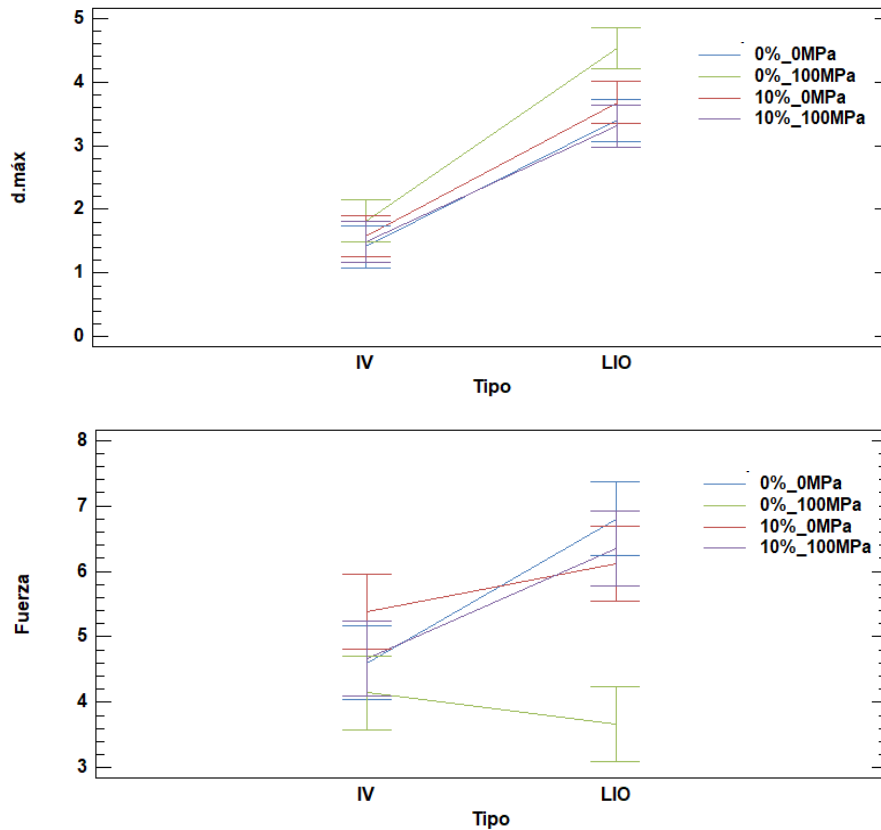 5
4
3
2
1
0
d.máx
0%_0MPa
0%_100MPa
10%_0MPa
10%_100MPa
IV LIO
Tipo
8
7
6
5
4
3
Fuerza
0%_0MPa
0%_100MPa
10%_0MPa
10%_100MPa
IV LIO
Tipo